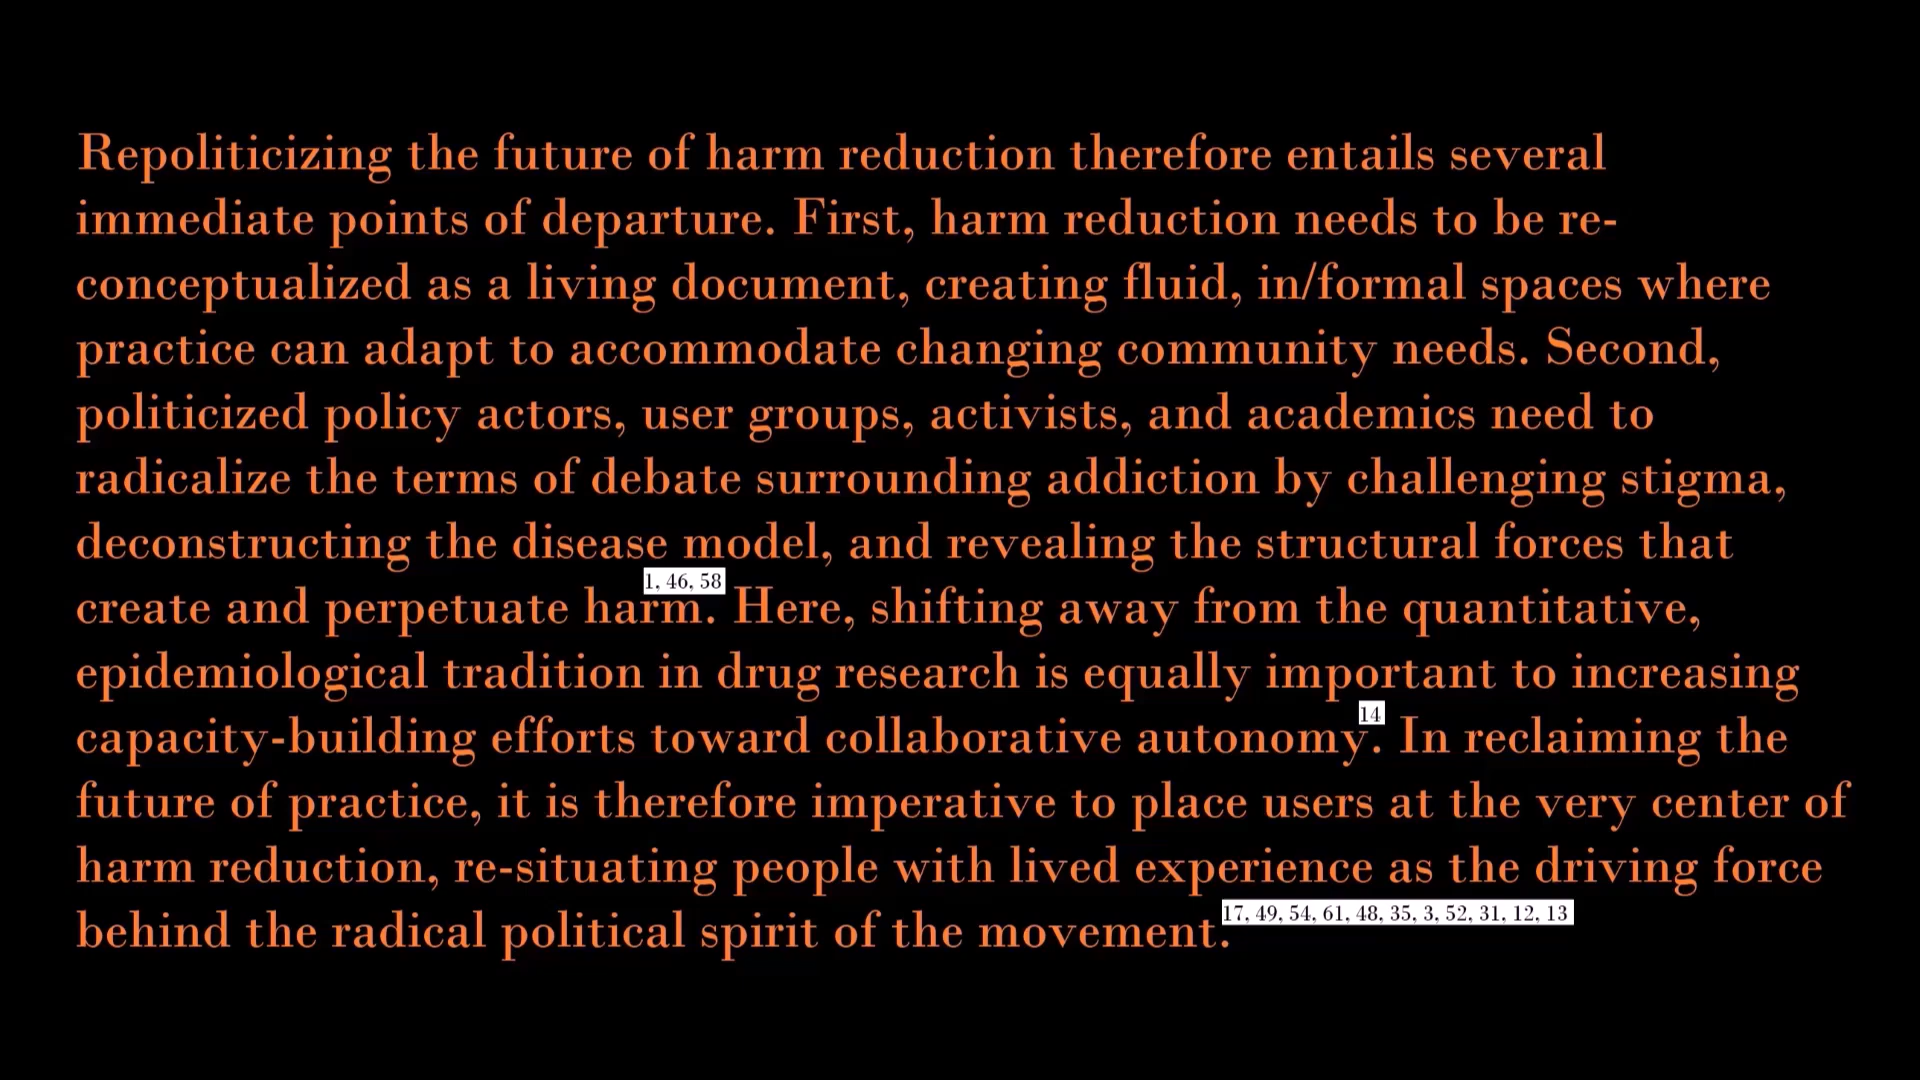 Repoliticizing the future of harm reduction therefore entails several
immediate points of departure. First, harm reduction needs to be re-
conceptualized as a living document, creating fluid, in/formal spaces where
practice can adapt to accommodate changing community needs. Second,
politicized policy actors, user groups, activists, and academics need to
radicalize the terms of debate surrounding addiction by challenging stigma,
deconstructing the disease model, and revealing the structural forces that
create and perpetuate harm.1, 46, 58 Here, shifting away from the quantitative,
epidemiological tradition in drug research is equally important to increasing
capacity-building efforts toward collaborative autonomy.14 In reclaiming the
future of practice, it is therefore imperative to place users at the very center of
harm reduction, re-situating people with lived experience as the driving force
behind the radical political spirit of the movement.17, 49, 54, 61, 48, 35, 3, 52, 31, 12, 13